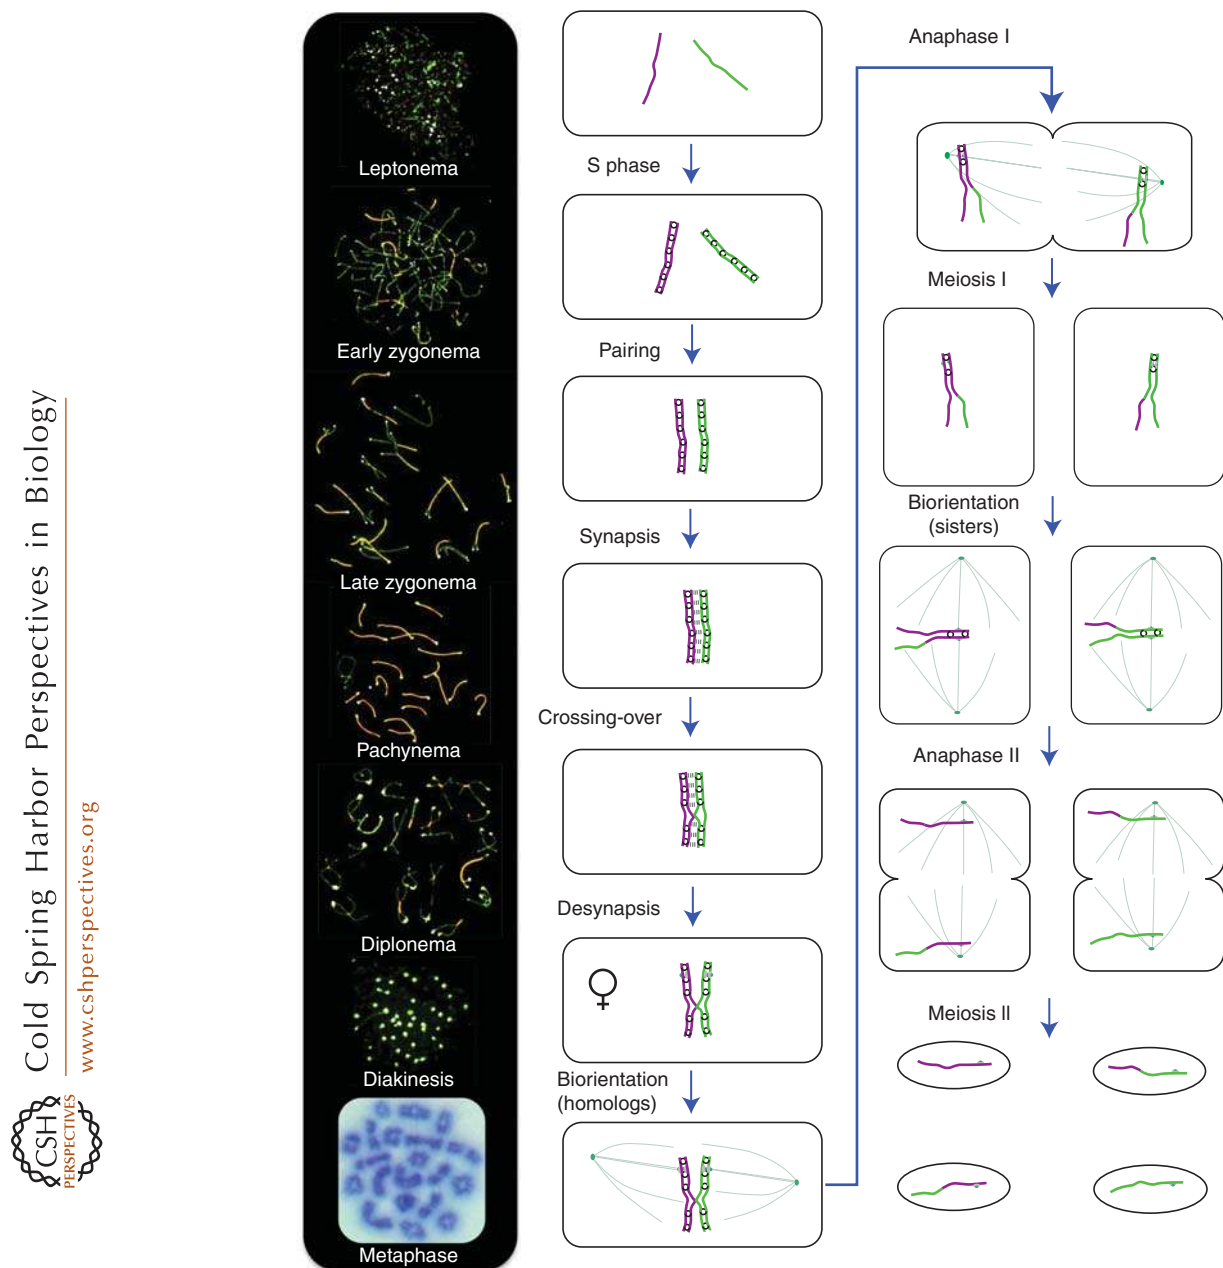 Cold Spring Harbor Perspectives in Biology
www.cshperspectives.org
CSH
PERSPECTIVES
Leptonema
Early zygonema
Late zygonema
Pachynema
Diplonema
Diakinesis
Metaphase
S phase
Pairing
Synapsis
Crossing-over
Desynapsis
Biorientation
(homologs)
Anaphase I
Meiosis I
Biorientation
(sisters)
Anaphase II
Meiosis II